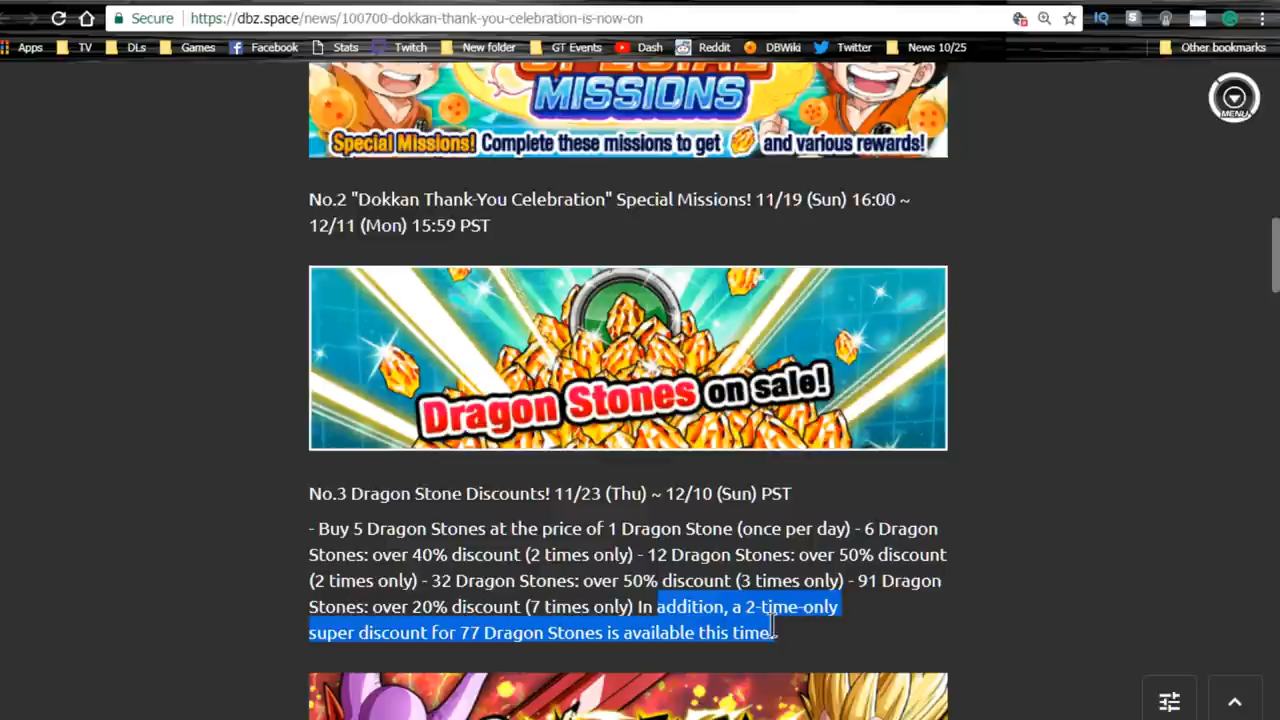 Secure https://dbz.space/news/100700-dokkan-thank-you-celebration-is-now-on
Apps TV DLs Games Facebook Stats Twitch New folder GT Events Dash Reddit DBWiki Twitter News 10/25 Other bookmarks
SPECIAL
MISSIONS
MENU
Special Missions! Complete these missions to get and various rewards!
No.2 "Dokkan Thank-You Celebration" Special Missions! 11/19 (Sun) 16:00 ~
12/11 (Mon) 15:59 PST
Dragon Stones on sale!
No.3 Dragon Stone Discounts! 11/23 (Thu) ~ 12/10 (Sun) PST
- Buy 5 Dragon Stones at the price of 1 Dragon Stone (once per day) - 6 Dragon
Stones: over 40% discount (2 times only) - 12 Dragon Stones: over 50% discount
(2 times only) - 32 Dragon Stones: over 50% discount (3 times only) - 91 Dragon
Stones: over 20% discount (7 times only) In addition, a 2-time-only
super discount for 77 Dragon Stones is available this time.